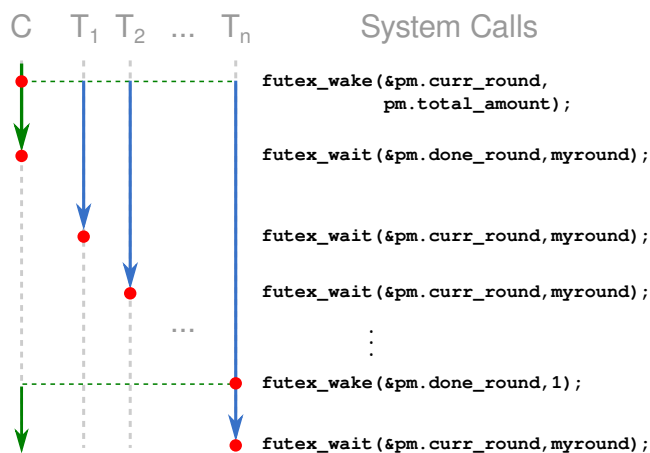 C T1 T2 ... Tn System Calls
futex_wake(&pm.curr_round,
pm.total_amount);
futex_wait(&pm.done_round,myround);
futex_wait(&pm.curr_round,myround);
futex_wait(&pm.curr_round,myround);
...
futex_wake(&pm.done_round,1);
futex_wait(&pm.curr_round,myround);